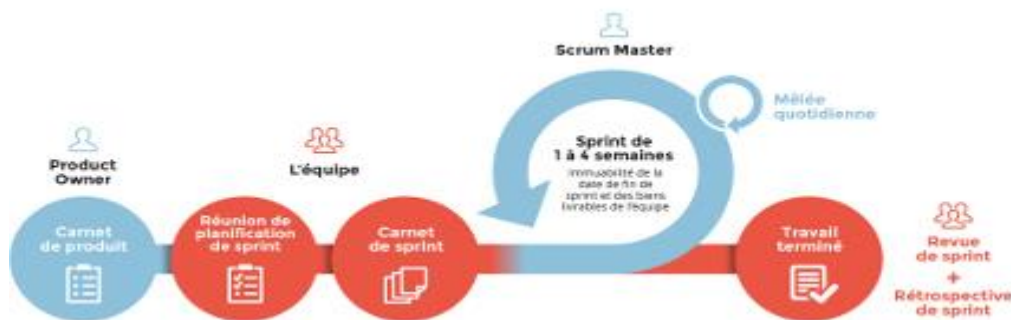 Scrum Master
Mêlée
quotidienne
Product
Owner
L'équipe
Sprint de
1 à 4 semaines
Immuabilité de la
date de fin de
sprint et des biens
livrables de l'équipe
Carnet
de produit
Réunion de
planification
de sprint
Carnet
de sprint
Travail
terminé
Revue
de sprint
+
Rétrospective
de sprint